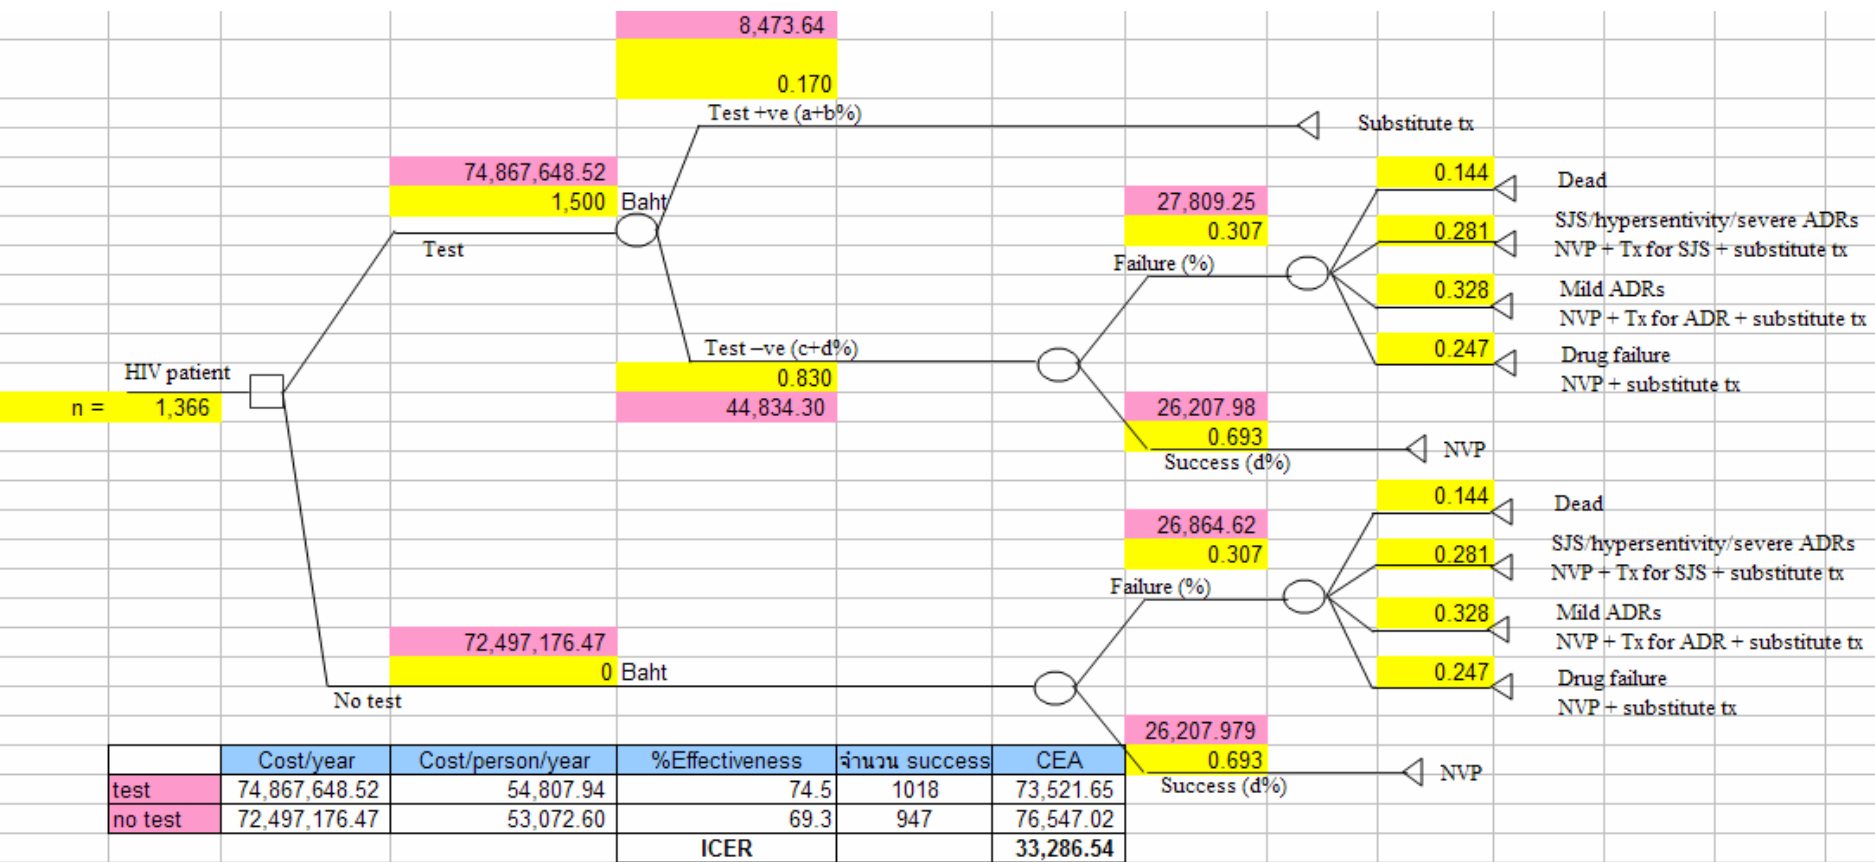 8,473.64
0.170
Test +ve (a+b%)
Substitute tx
74,867,648.52
1,500 Baht
Test
27,809.25
0.307
Failure (%)
0.144
Dead
0.281
SJS/hypersentivity/severe ADRs
NVP + Tx for SJS + substitute tx
0.328
Mild ADRs
NVP + Tx for ADR + substitute tx
0.247
Drug failure
NVP + substitute tx
Test –ve (c+d%)
0.830
44,834.30
HIV patient
n = 1,366
26,207.98
0.693
Success (d%)
NVP
26,864.62
0.307
Failure (%)
0.144
Dead
0.281
SJS/hypersentivity/severe ADRs
NVP + Tx for SJS + substitute tx
0.328
Mild ADRs
NVP + Tx for ADR + substitute tx
0.247
Drug failure
NVP + substitute tx
72,497,176.47
0 Baht
No test
26,207.979
0.693
Success (d%)
NVP
Cost/year Cost/person/year %Effectiveness จำนวน success CEA
test 74,867,648.52 54,807.94 74.5 1018 73,521.65
no test 72,497,176.47 53,072.60 69.3 947 76,547.02
ICER 33,286.54